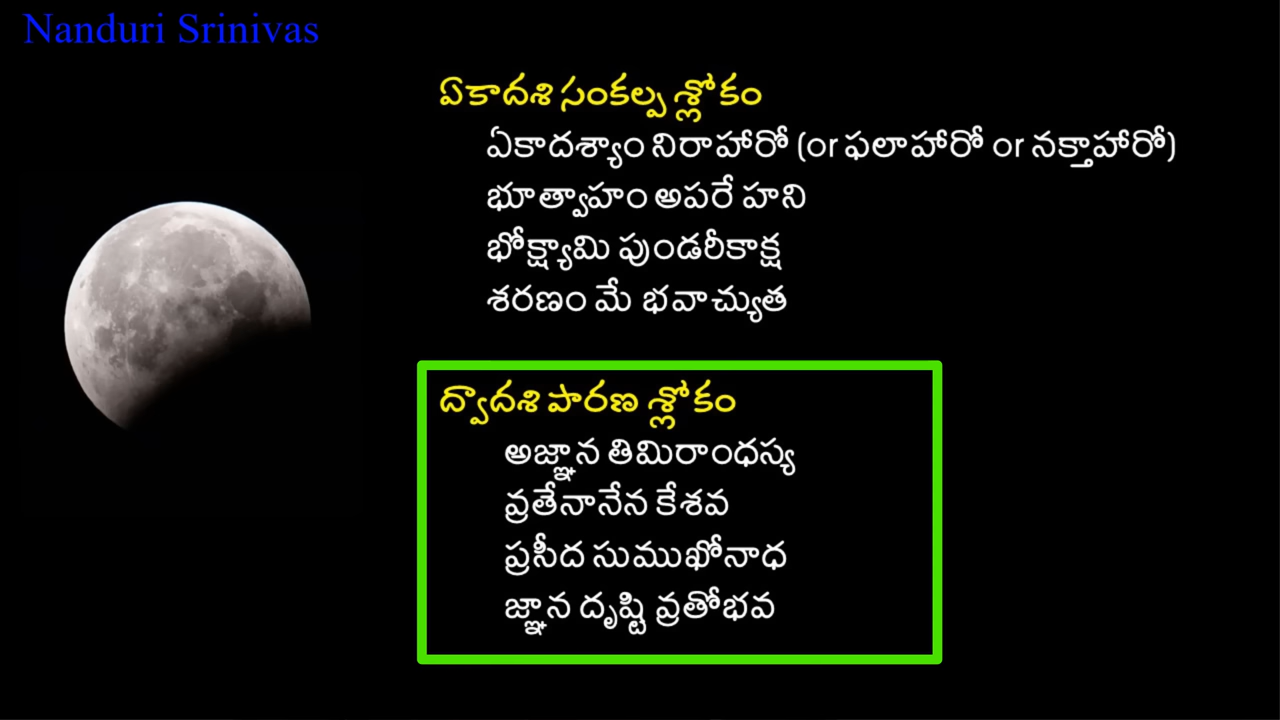 Nanduri Srinivas
ఏకాదశి సంకల్ప శ్లోకం
ఏకాదశ్యాం నిరాహారో (or ఫలాహారో or నక్తాహారో)
భూత్వాహం అపరే హని
భోక్ష్యామి పుండరీకాక్ష
శరణం మే భవాచ్యుత
ద్వాదశి పారణ శ్లోకం
అజ్ఞాన తిమిరాంధస్య
వ్రతేనానేన కేశవ
ప్రసీద సుముఖోనాధ
జ్ఞాన దృష్టి వ్రతోభవ